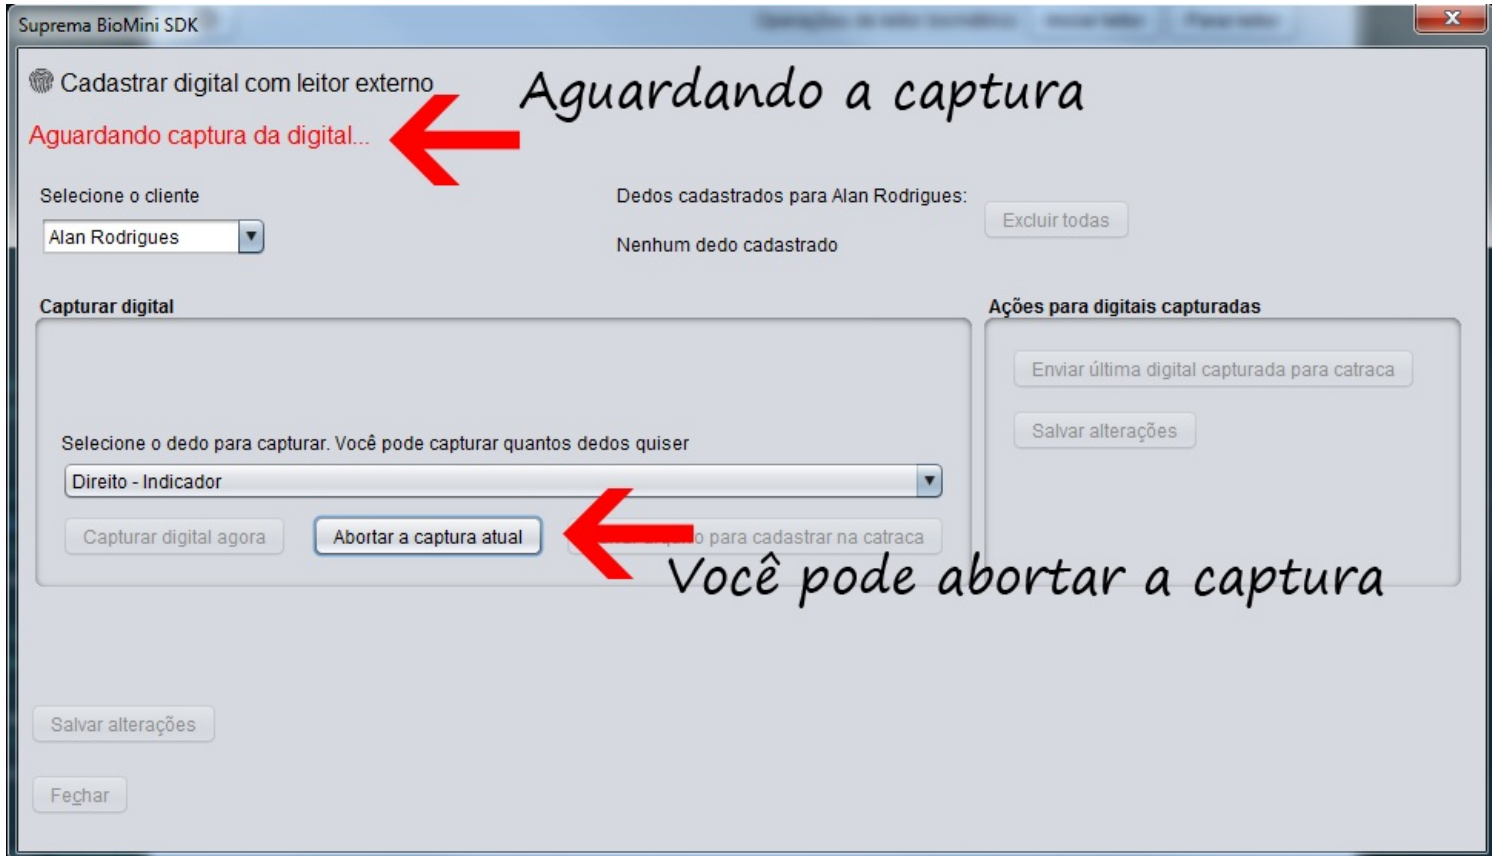 Suprema BioMini SDK
Cadastrar digital com leitor externo
Aguardando a captura
Aguardando captura da digital...
Selecione o cliente
Alan Rodrigues
Dedos cadastrados para Alan Rodrigues:
Nenhum dedo cadastrado
Excluir todas
Capturar digital
Selecione o dedo para capturar. Você pode capturar quantos dedos quiser
Direito - Indicador
Capturar digital agora
Abortar a captura atual
para cadastrar na catraca
Você pode abortar a captura
Ações para digitais capturadas
Enviar última digital capturada para catraca
Salvar alterações
Salvar alterações
Fechar